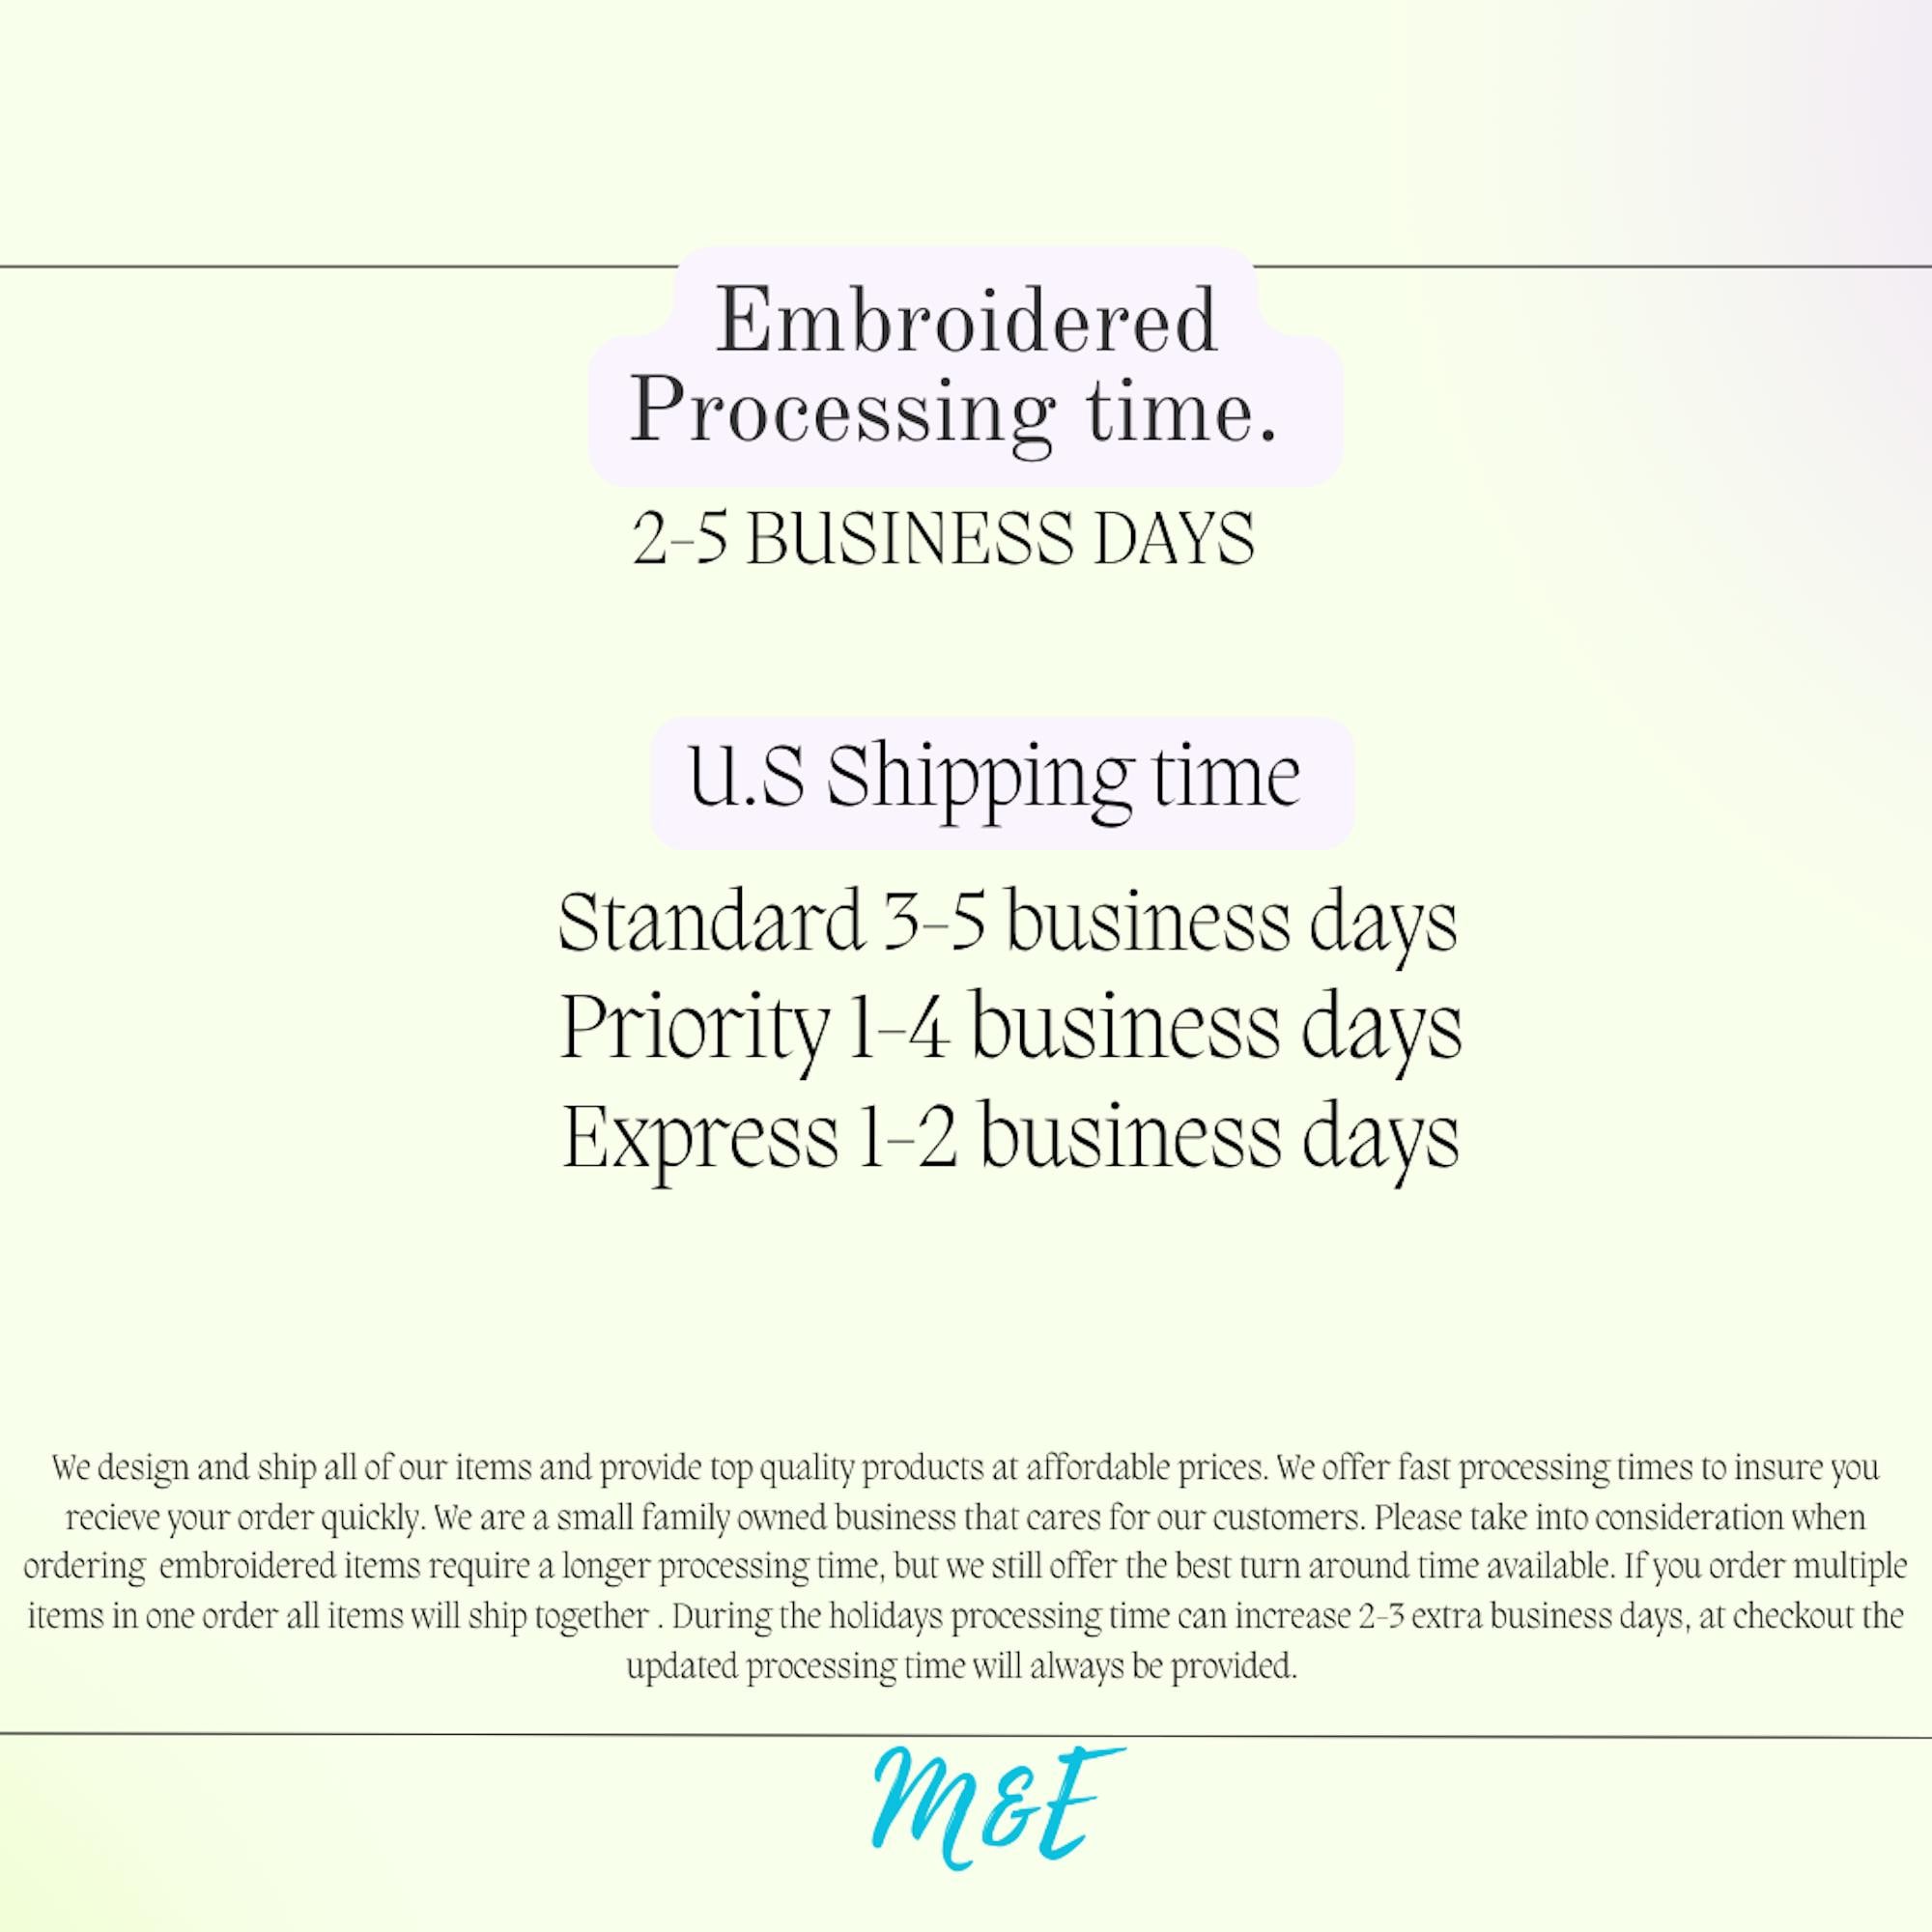 Embroidered
Processing time.
2-5 BUSINESS DAYS
U.S Shipping time
Standard 3-5 business days
Priority 1-4 business days
Express 1-2 business days
We design and ship all of our items and provide top quality products at affordable prices. We offer fast processing times to insure you
recieve your order quickly. We are a small family owned business that cares for our customers. Please take into consideration when
ordering  embroidered items require a longer processing time, but we still offer the best turn around time available. If you order multiple
items in one order all items will ship together . During the holidays processing time can increase 2-3 extra business days, at checkout the
updated processing time will always be provided.
M&E